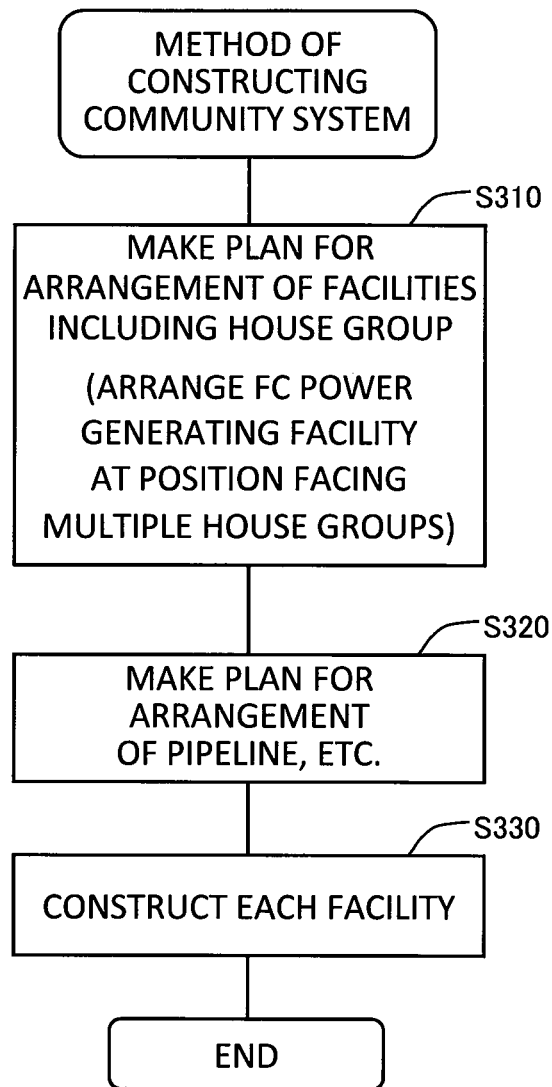 METHOD OF
CONSTRUCTING
COMMUNITY SYSTEM
S310
MAKE PLAN FOR
ARRANGEMENT OF FACILITIES
INCLUDING HOUSE GROUP
(ARRANGE FC POWER
GENERATING FACILITY
AT POSITION FACING
MULTIPLE HOUSE GROUPS)
S320
MAKE PLAN FOR
ARRANGEMENT
OF PIPELINE, ETC.
S330
CONSTRUCT EACH FACILITY
END